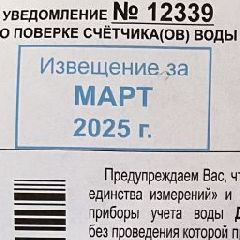 УВЕДОМЛЕНИЕ № 12339
О ПОВЕРКЕ СЧЁТЧИКА(ОВ) ВОДЫ
Извещение за
МАРТ
2025 г.
Предупреждаем Вас,
единства измерений» и
приборы учета воды
без проведения которой